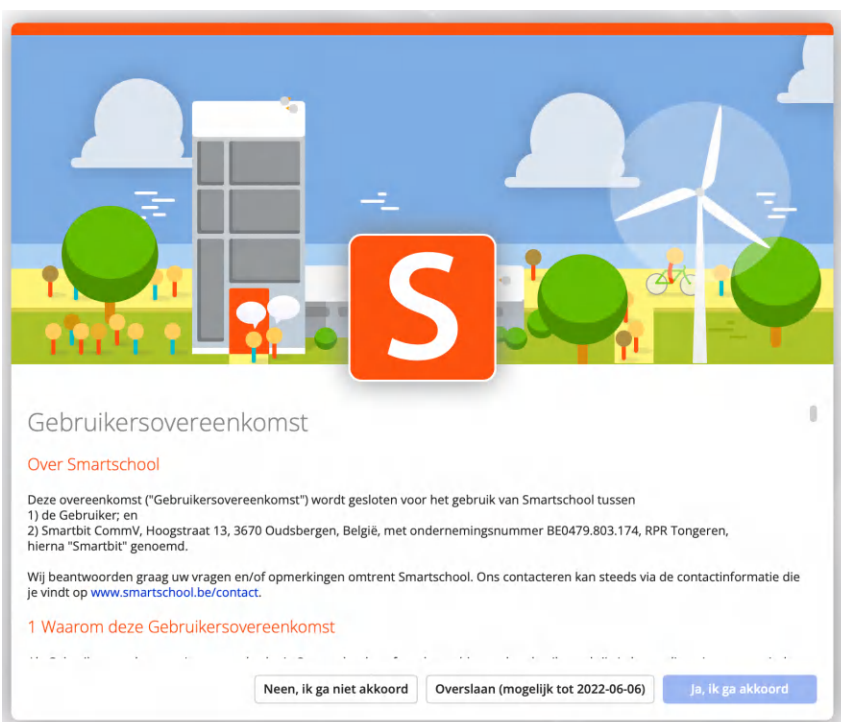 S
Gebruikersovereenkomst
Over Smartschool
Deze overeenkomst ("Gebruikersovereenkomst") wordt gesloten voor het gebruik van Smartschool tussen
1) de Gebruiker; en
2) Smartbit CommV, Hoogstraat 13, 3670 Oudsbergen, België, met ondernemingsnummer BE0479.803.174, RPR Tongeren,
hierna "Smartbit" genoemd.
Wij beantwoorden graag uw vragen en/of opmerkingen omtrent Smartschool. Ons contacteren kan steeds via de contactinformatie die
je vindt op www.smartschool.be/contact.
1 Waarom deze Gebruikersovereenkomst
Neen, ik ga niet akkoord
Overslaan (mogelijk tot 2022-06-06)
Ja, ik ga akkoord